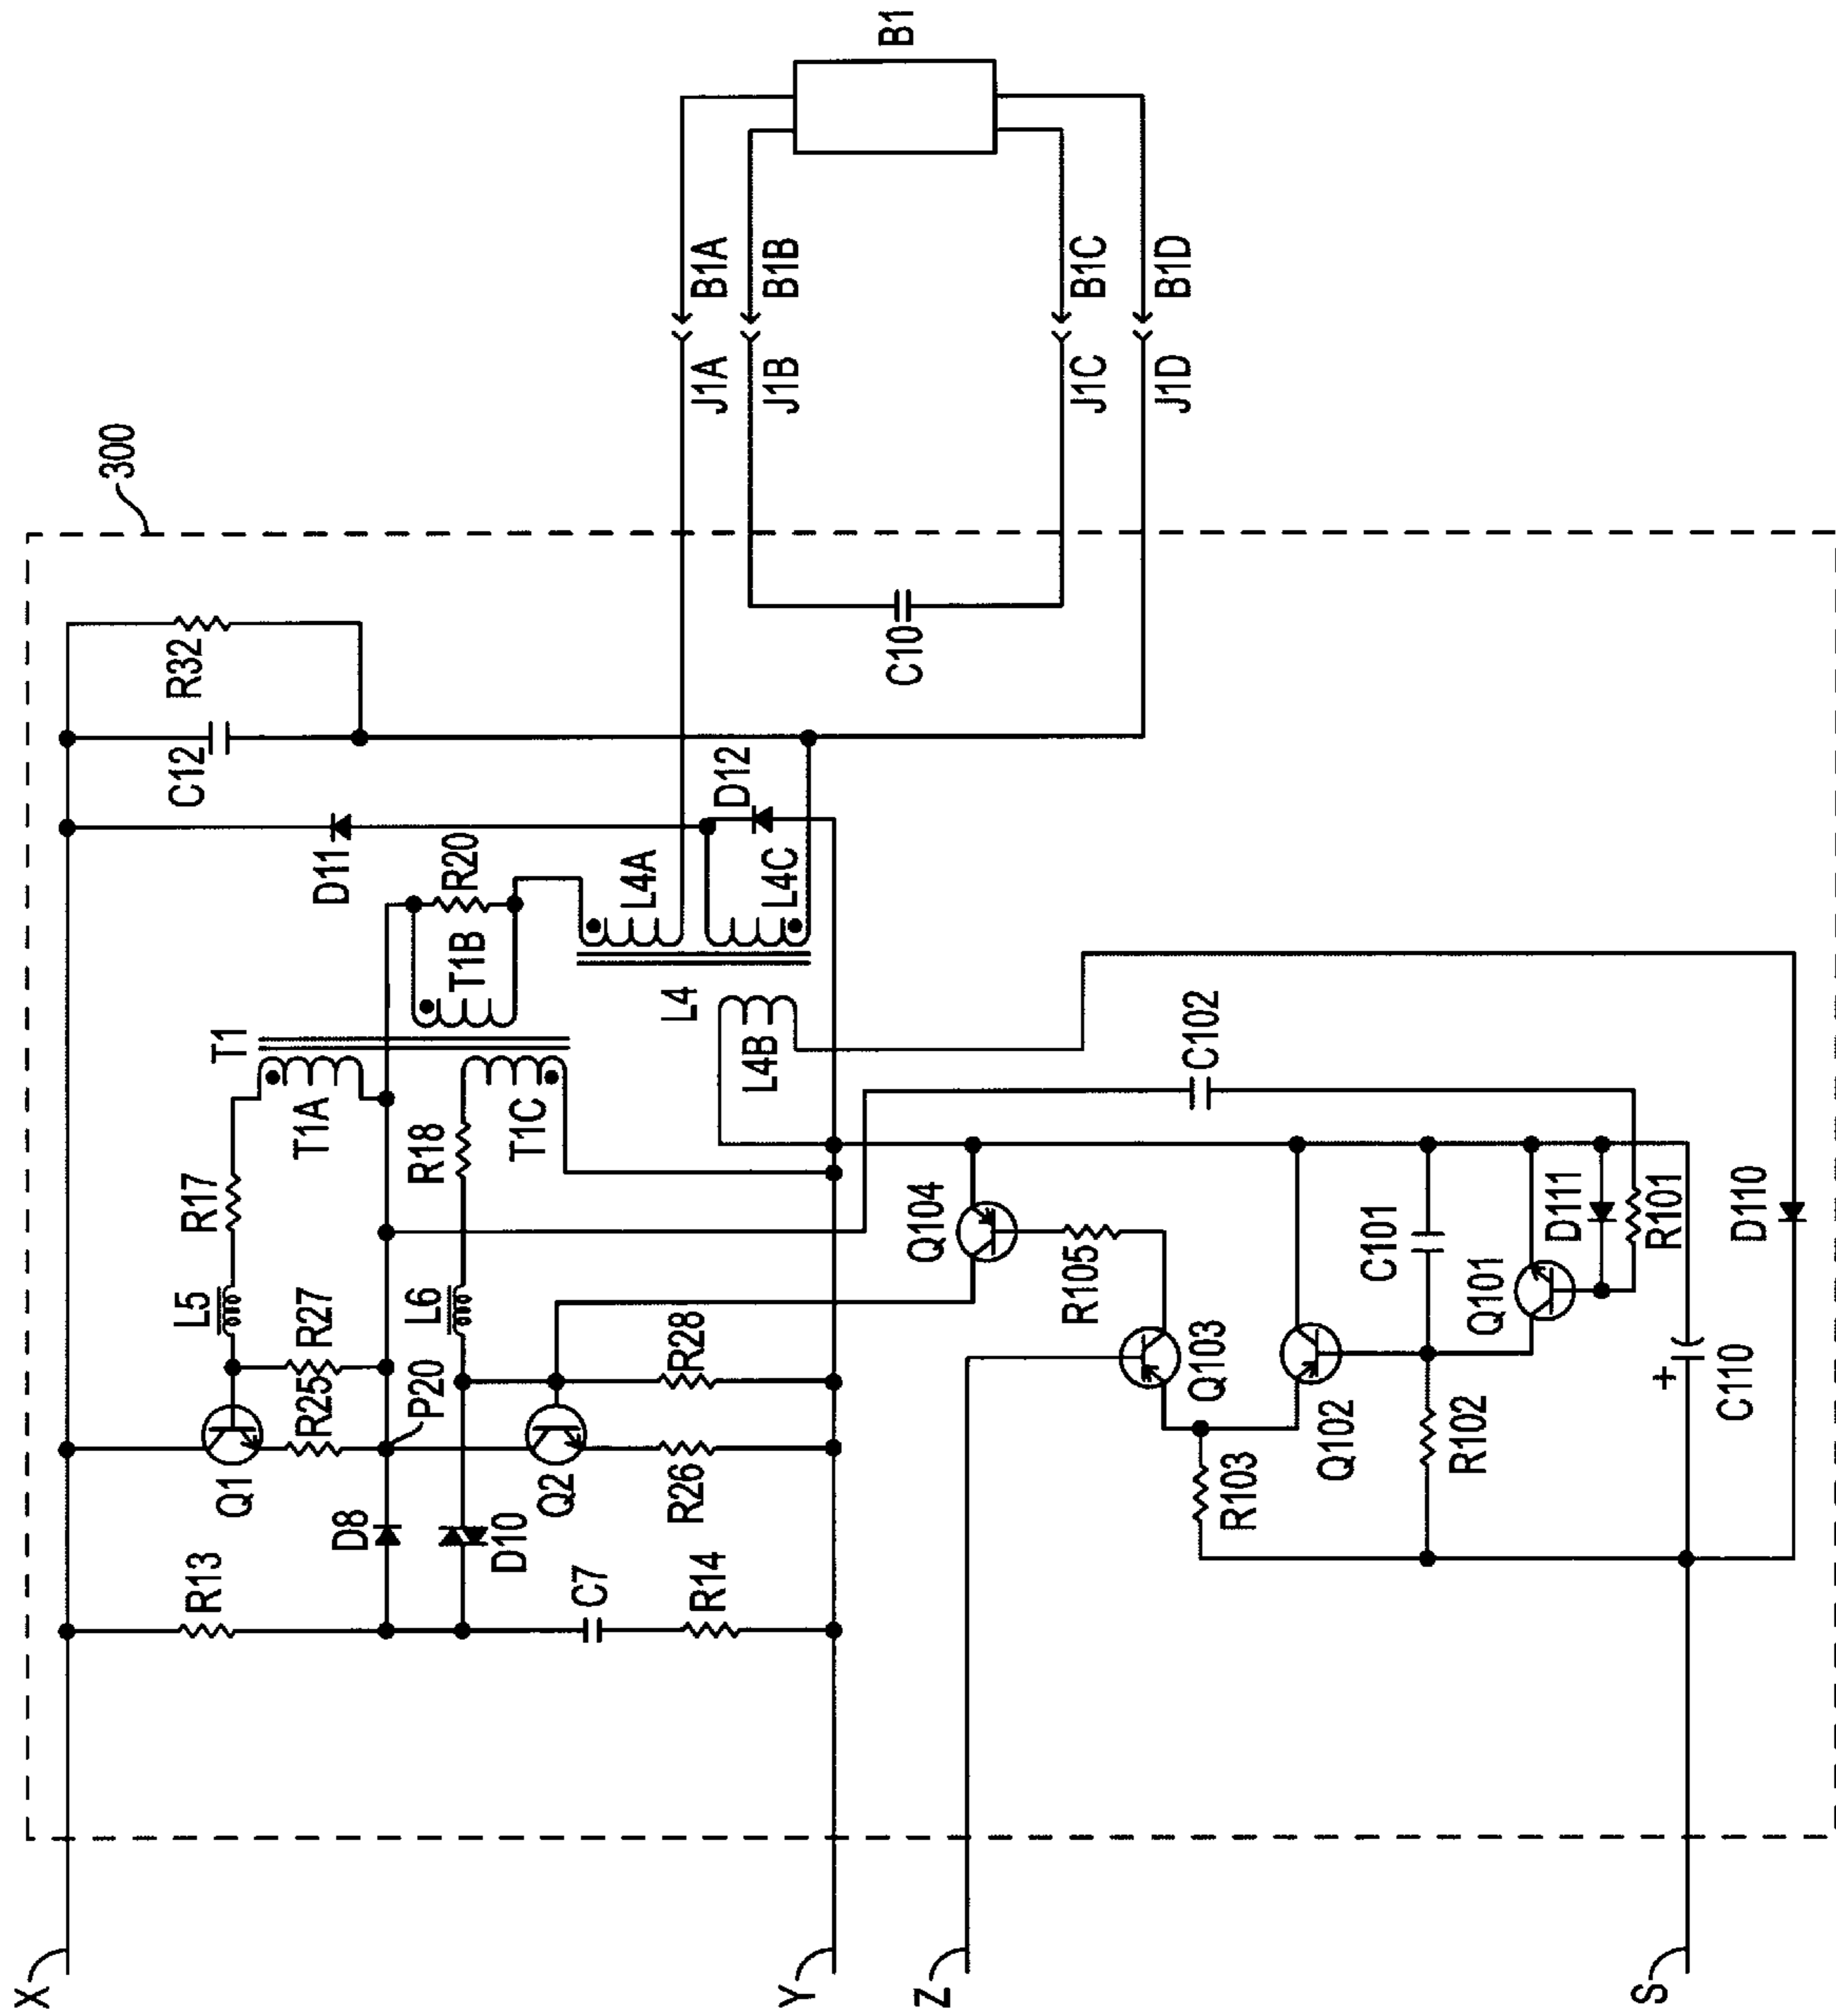 300
X
Y
Z
S
R13
D8
D10
C7
R14
Q1
R25
R27
P20
Q2
R26
R28
L5
R17
L6
R18
T1
T1A
T1C
T1B
R20
L4
L4A
L4B
L4C
D11
D12
C12
R32
C10
J1A
B1A
J1B
B1B
J1C
B1C
J1D
B1D
B1
Q104
R105
Q103
R103
Q102
R102
C101
Q101
D111
R101
C102
+
C110
D110